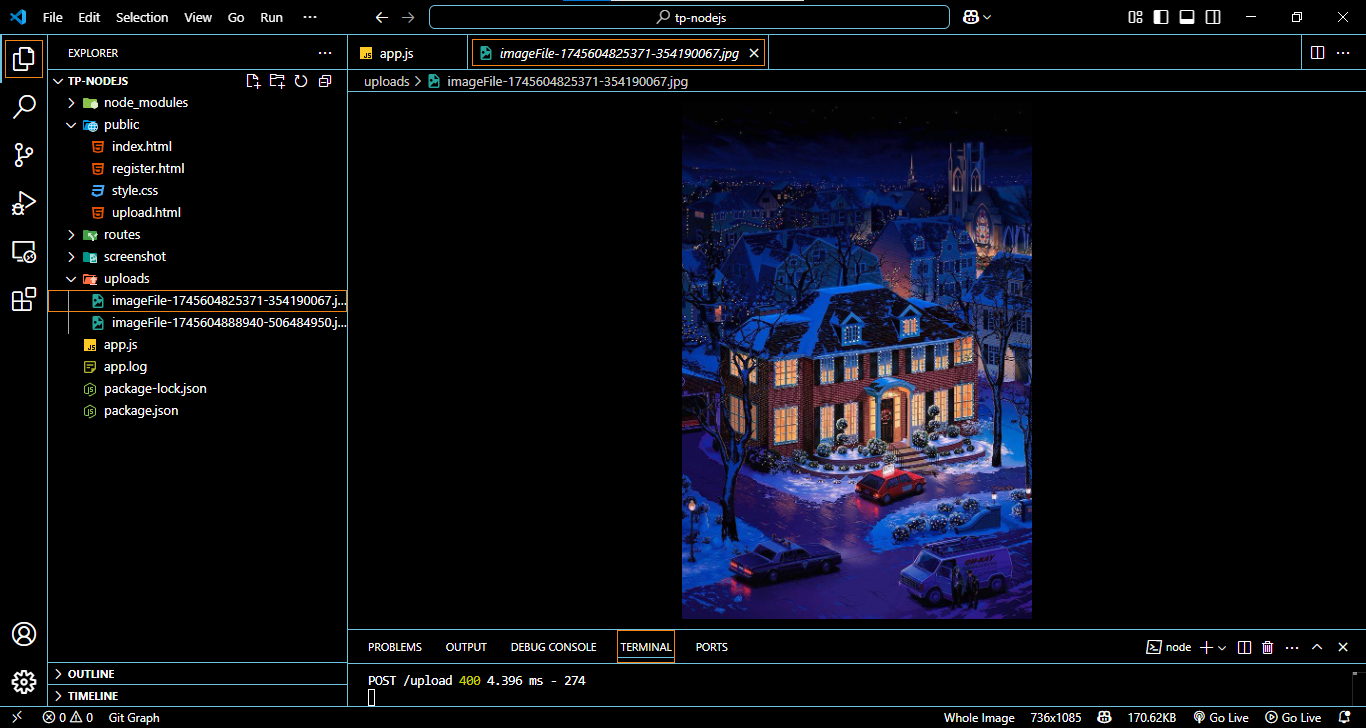 File Edit Selection View Go Run ···
tp-nodejs
EXPLORER ···
app.js
imageFile-1745604825371-354190067.jpg
TP-NODEJS
uploads > imageFile-1745604825371-354190067.jpg
node_modules
public
index.html
register.html
style.css
upload.html
routes
screenshot
uploads
imageFile-1745604825371-354190067.j...
imageFile-1745604888940-506484950.j...
JS app.js
app.log
package-lock.json
package.json
PROBLEMS OUTPUT DEBUG CONSOLE TERMINAL PORTS
node
POST /upload 400 4.396 ms - 274
OUTLINE
TIMELINE
0 0 Git Graph
Whole Image 736x1085 170.62KB Go Live Go Live